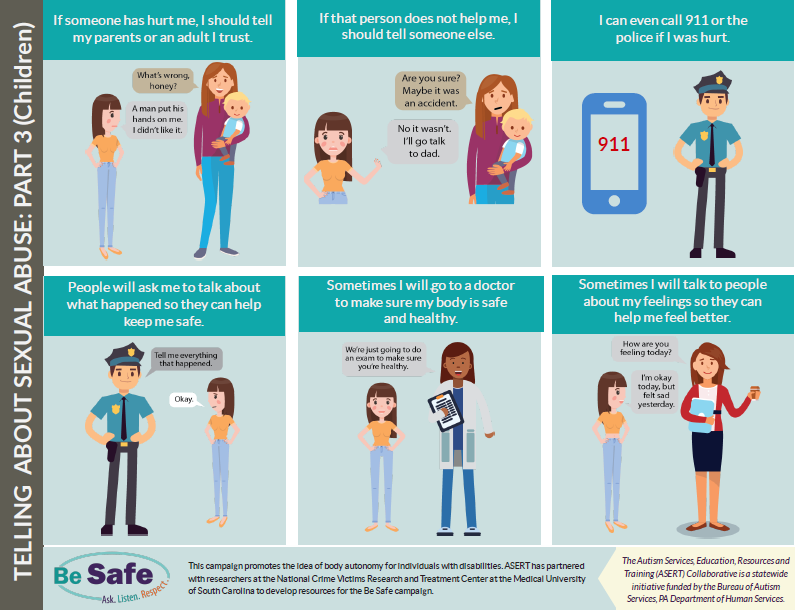 TELLING ABOUT SEXUAL ABUSE: PART 3 (Children)
If someone has hurt me, I should tell
my parents or an adult I trust.
What's wrong,
honey?
A man put his
hands on me.
I didn't like it.
If that person does not help me, I
should tell someone else.
Are you sure?
Maybe it was
an accident.
No it wasn't.
I'll go talk
to dad.
I can even call 911 or the
police if I was hurt.
911
People will ask me to talk about
what happened so they can help
keep me safe.
Tell me everything
that happened.
Okay.
Sometimes I will go to a doctor
to make sure my body is safe
and healthy.
We're just going to do
an exam to make sure
you're healthy.
Sometimes I will talk to people
about my feelings so they can
help me feel better.
How are you
feeling today?
I'm okay
today, but
felt sad
yesterday.
Be Safe
Ask. Listen. Respect.
This campaign promotes the idea of body autonomy for individuals with disabilities. ASERT has partnered
with researchers at the National Crime Victims Research and Treatment Center at the Medical University
of South Carolina to develop resources for the Be Safe campaign.
The Autism Services, Education, Resources and
Training (ASERT) Collaborative is a statewide
initiative funded by the Bureau of Autism
Services, PA Department of Human Services.